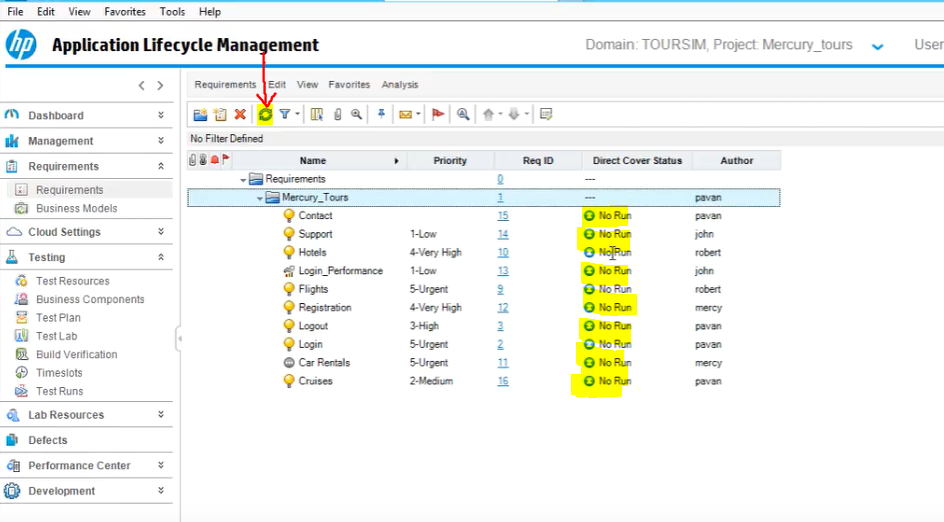 File Edit View Favorites Tools Help
hp Application Lifecycle Management Domain: TOURSIM, Project: Mercury_tours User
Requirements Edit View Favorites Analysis
Dashboard
Management
Requirements
Requirements
Business Models
Cloud Settings
Testing
Test Resources
Business Components
Test Plan
Test Lab
Build Verification
Timeslots
Test Runs
Lab Resources
Defects
Performance Center
Development
No Filter Defined
Name Priority Req ID Direct Cover Status Author
Requirements 0 ---
Mercury_Tours 1 --- pavan
Contact 15 No Run pavan
Support 1-Low 14 No Run john
Hotels 4-Very High 10 No Run robert
Login_Performance 1-Low 13 No Run john
Flights 5-Urgent 9 No Run robert
Registration 4-Very High 12 No Run mercy
Logout 3-High 3 No Run pavan
Login 5-Urgent 2 No Run pavan
Car Rentals 5-Urgent 11 No Run mercy
Cruises 2-Medium 16 No Run pavan